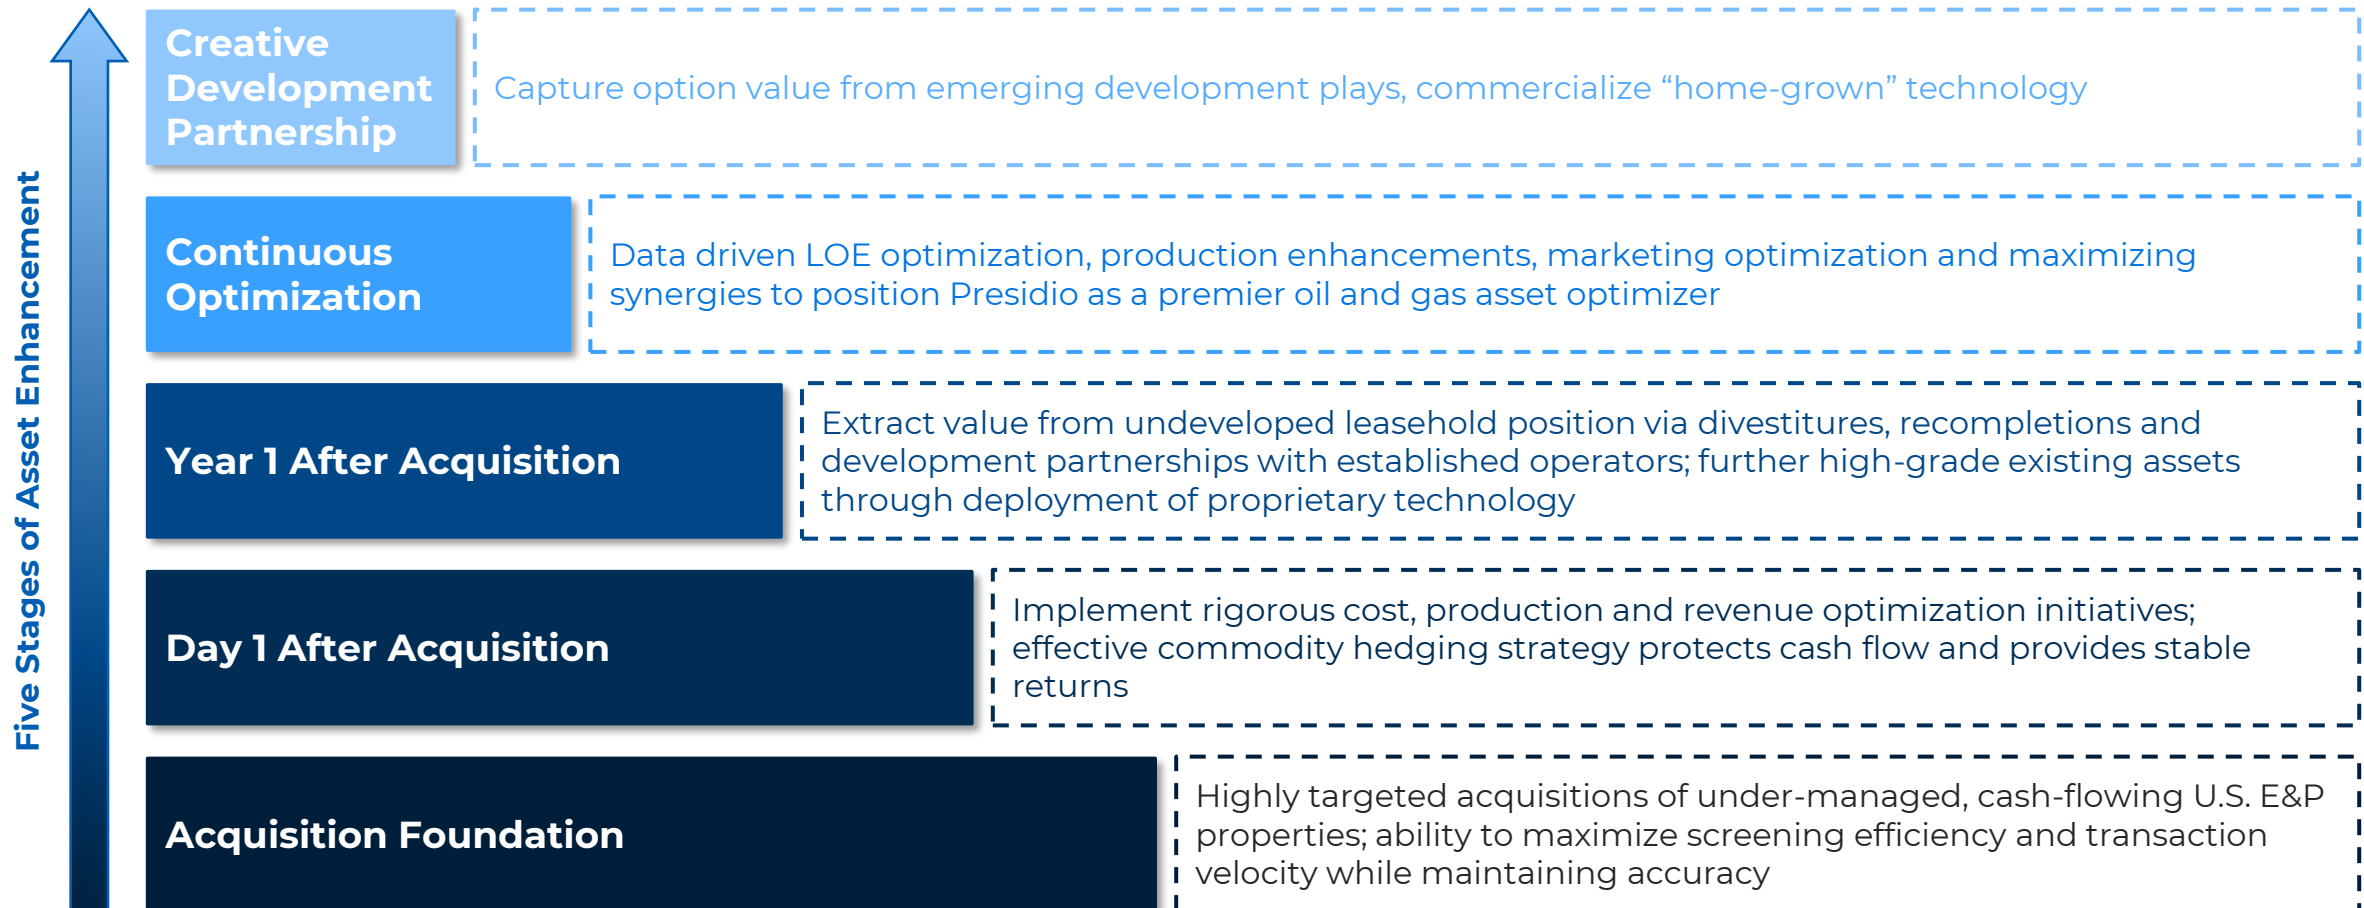 Five Stages of Asset Enhancement
Creative
Development
Partnership
Capture option value from emerging development plays, commercialize “home-grown” technology
Continuous
Optimization
Data driven LOE optimization, production enhancements, marketing optimization and maximizing
synergies to position Presidio as a premier oil and gas asset optimizer
Year 1 After Acquisition
Extract value from undeveloped leasehold position via divestitures, recompletions and
development partnerships with established operators; further high-grade existing assets
through deployment of proprietary technology
Day 1 After Acquisition
Implement rigorous cost, production and revenue optimization initiatives;
effective commodity hedging strategy protects cash flow and provides stable
returns
Acquisition Foundation
Highly targeted acquisitions of under-managed, cash-flowing U.S. E&P
properties; ability to maximize screening efficiency and transaction
velocity while maintaining accuracy